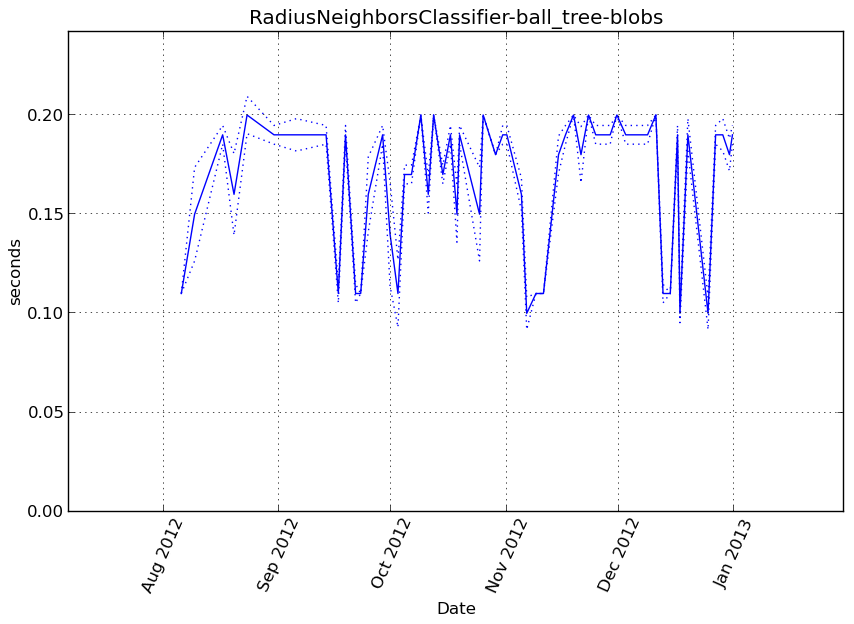 RadiusNeighborsClassifier-ball_tree-blobs
0.20
0.15
0.10
0.05
0.00
seconds
Aug 2012
Sep 2012
Oct 2012
Nov 2012
Dec 2012
Jan 2013
Date